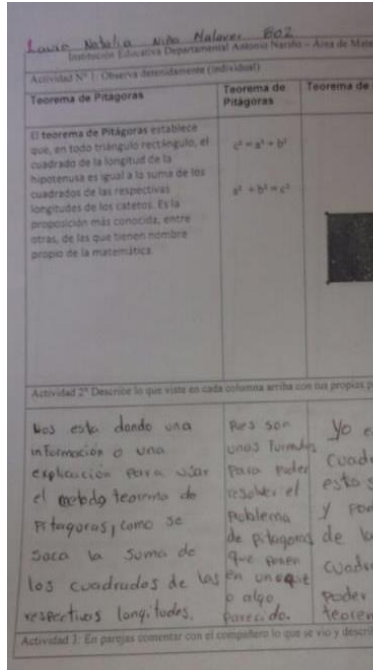 Laura Natalia Niño Malaver 802
Institución Educativa Departamental Antonio Nariño – Área de Mate
Actividad N° 1: Observa detenidamente (individual)
Teorema de Pitágoras
Teorema de
Pitágoras
Teorema de
El teorema de Pitágoras establece
que, en todo triángulo rectángulo, el
cuadrado de la longitud de la
hipotenusa es igual a la suma de los
cuadrados de las respectivas
longitudes de los catetos. Es la
proposición más conocida, entre
otras, de las que tienen nombre
propio de la matemática
c² = a² + b²
a² + b² = c²
Actividad 2° Describe lo que viste en cada columna arriba con tus propias p
Nos esta dando una
información o una
explicación para usar
el teorema de
Pitagoras, como se
saca la suma de
los cuadrados de las
respectivas longitudes.
Pues son
unas formulas
para poder
resolver el
problema
de pitagoras
que ponen
en un eque
o algo
parecido.
Yo e
cuad
esta s
y por
de la
cuadr
poder
teorem
Actividad 3: En parejas comentar con el compañero lo que se vio y descri